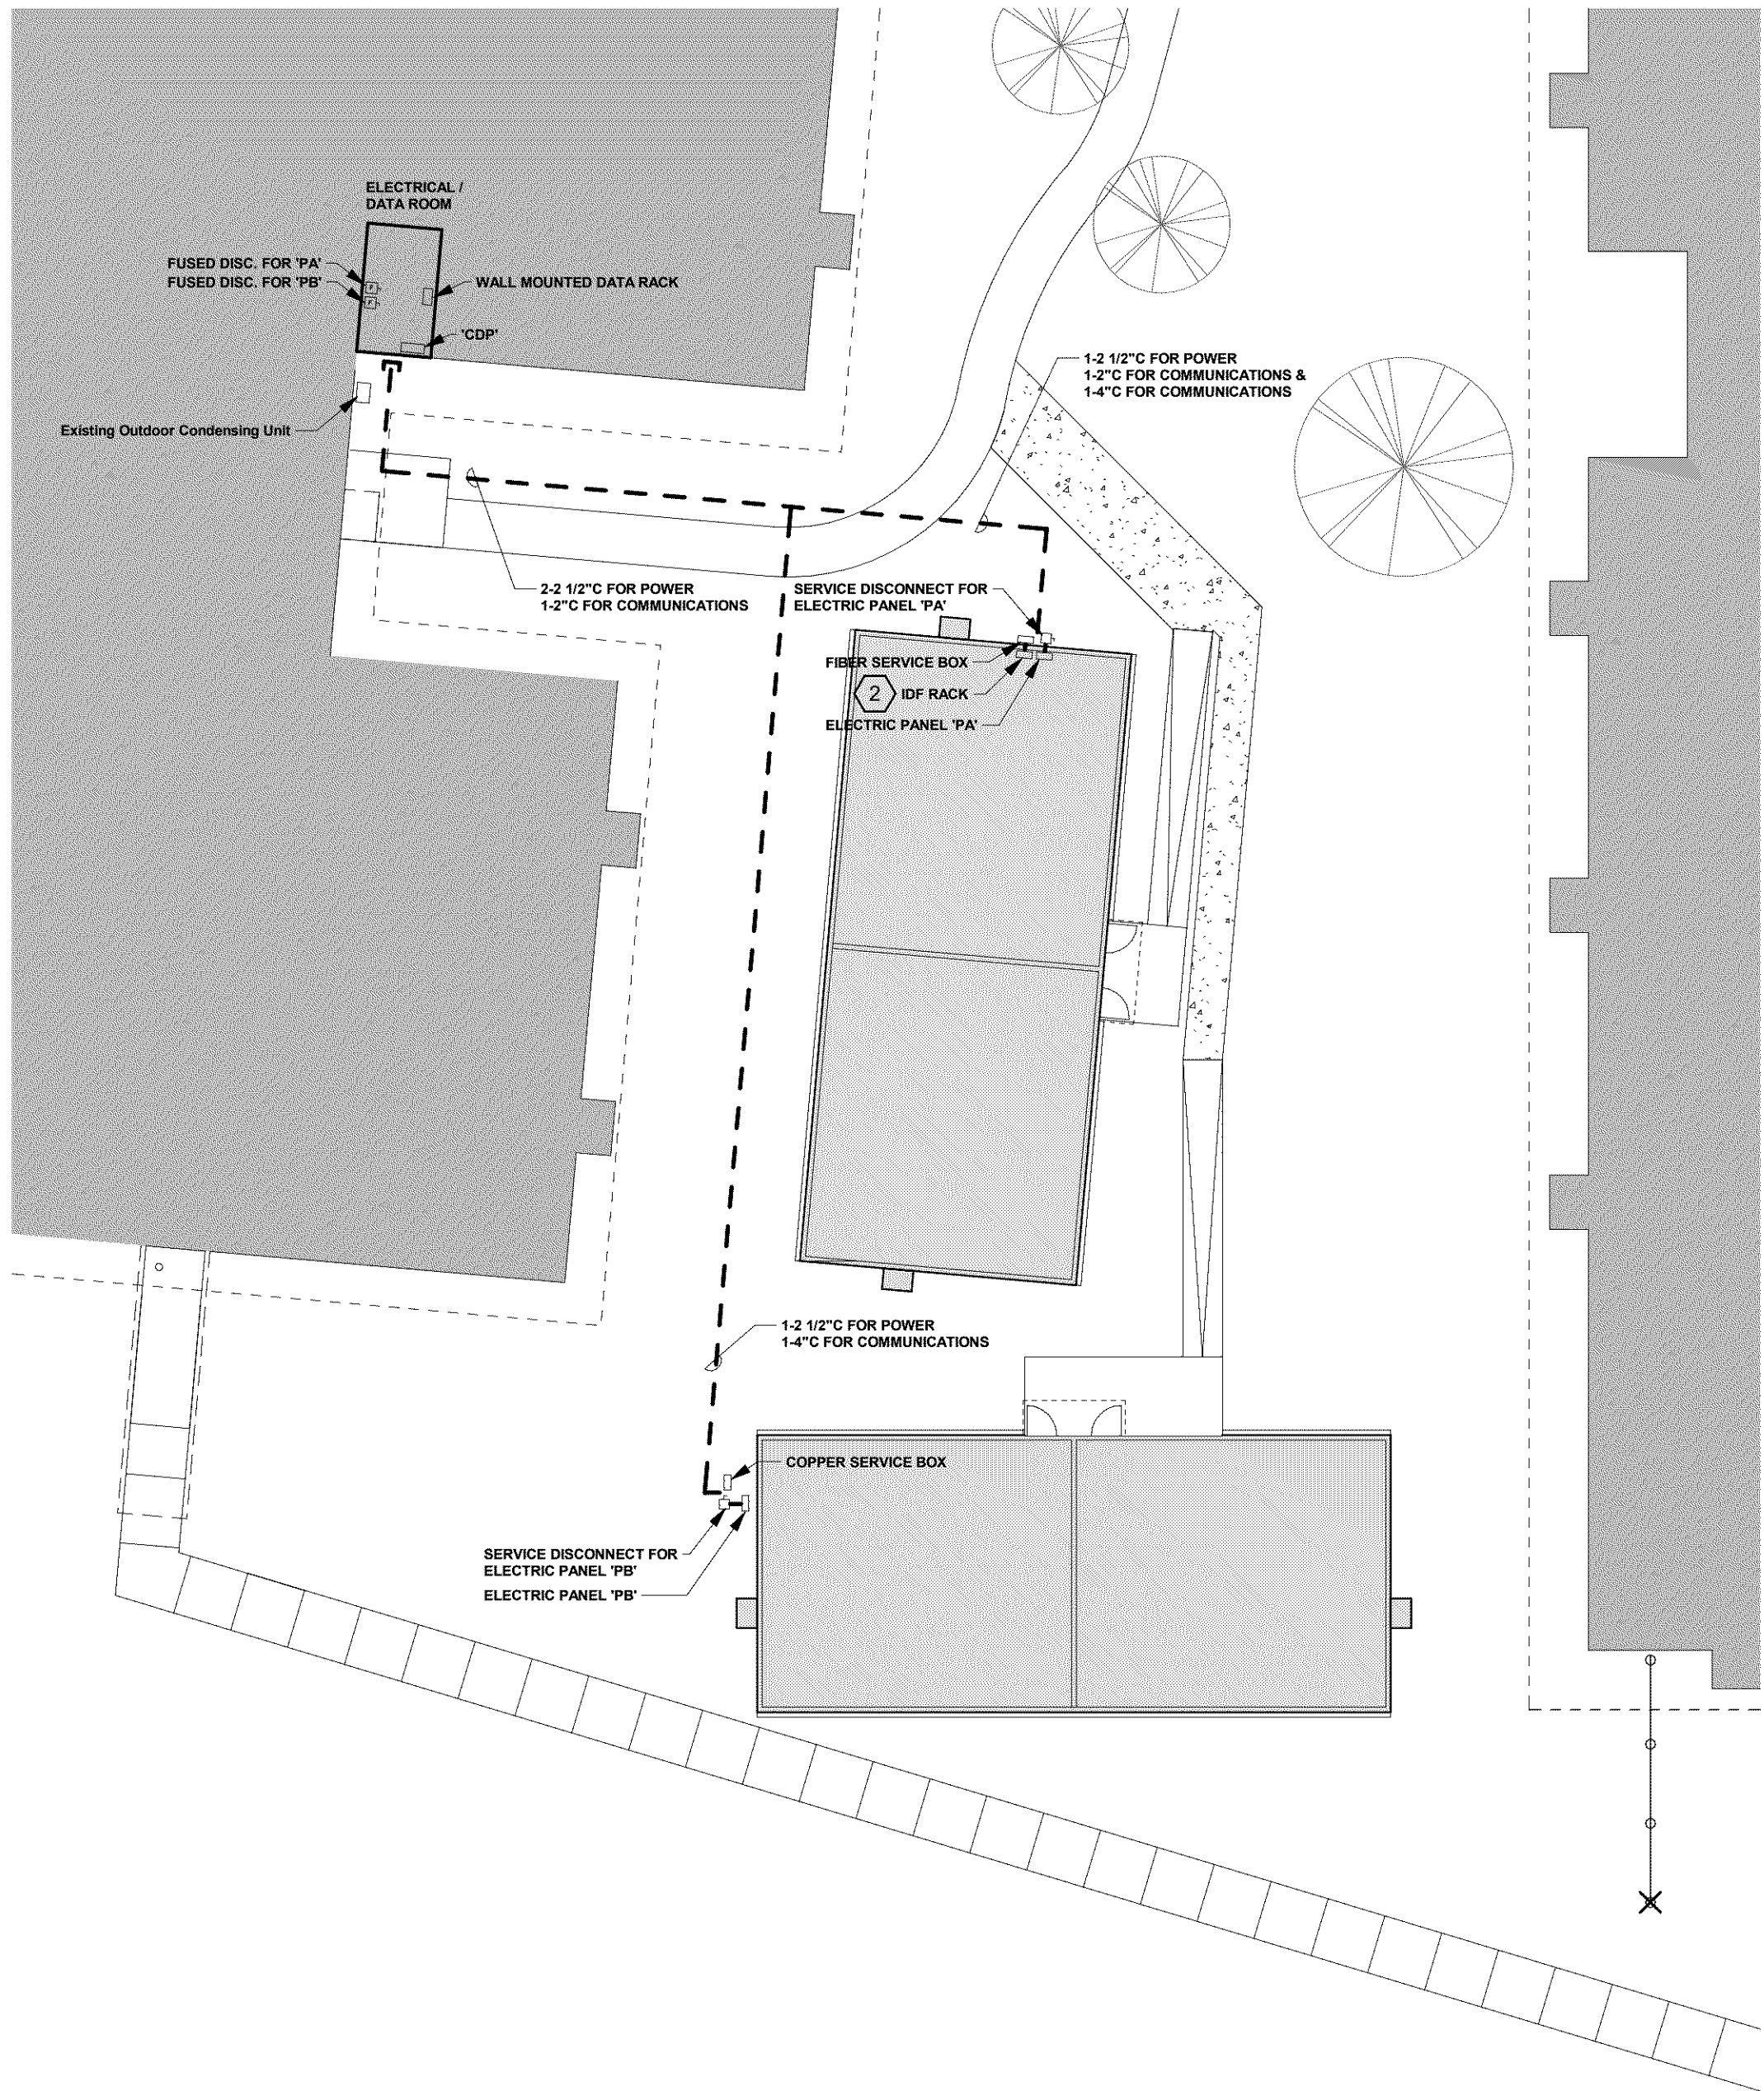 ELECTRICAL /
DATA ROOM
FUSED DISC. FOR 'PA'
FUSED DISC. FOR 'PB'
F
F
WALL MOUNTED DATA RACK
'CDP'
Existing Outdoor Condensing Unit
1-2 1/2"C FOR POWER
1-2"C FOR COMMUNICATIONS &
1-4"C FOR COMMUNICATIONS
2-2 1/2"C FOR POWER
1-2"C FOR COMMUNICATIONS
SERVICE DISCONNECT FOR
ELECTRIC PANEL 'PA'
FIBER SERVICE BOX
2
IDF RACK
ELECTRIC PANEL 'PA'
1-2 1/2"C FOR POWER
1-4"C FOR COMMUNICATIONS
COPPER SERVICE BOX
SERVICE DISCONNECT FOR
ELECTRIC PANEL 'PB'
ELECTRIC PANEL 'PB'